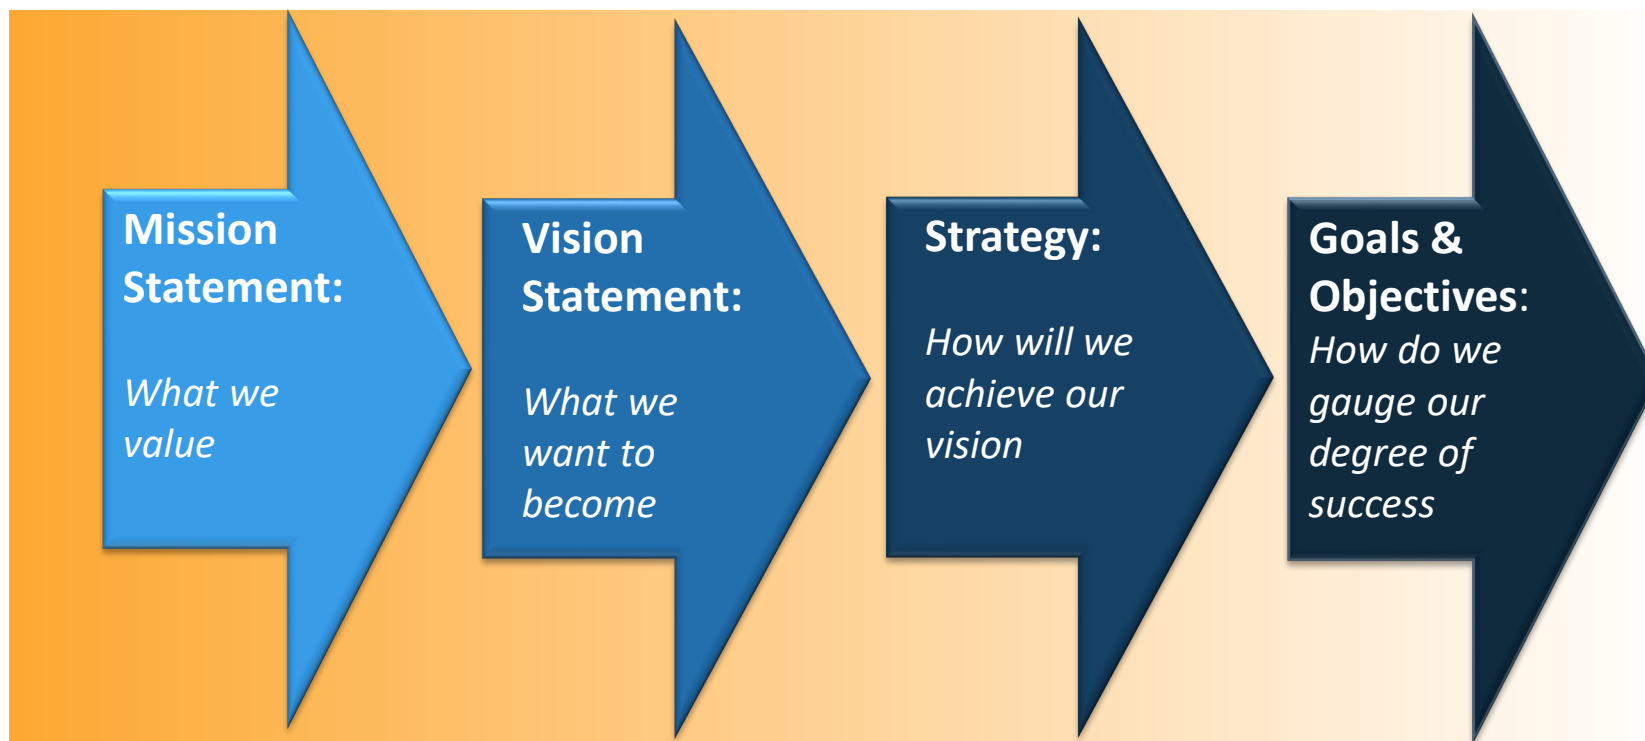 Mission
Statement:
What we
value
Vision
Statement:
What we
want to
become
Strategy:
How will we
achieve our
vision
Goals &
Objectives:
How do we
gauge our
degree of
success